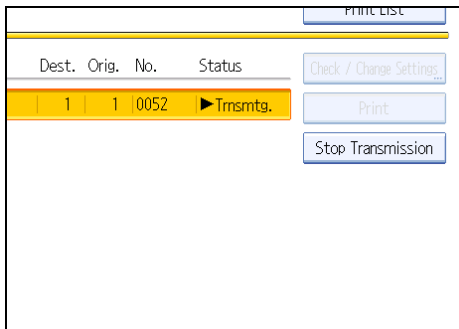 Print List
Dest. Orig. No. Status
Check / Change Settings
1 1 0052 ►Trnsmtg.
Print
Stop Transmission